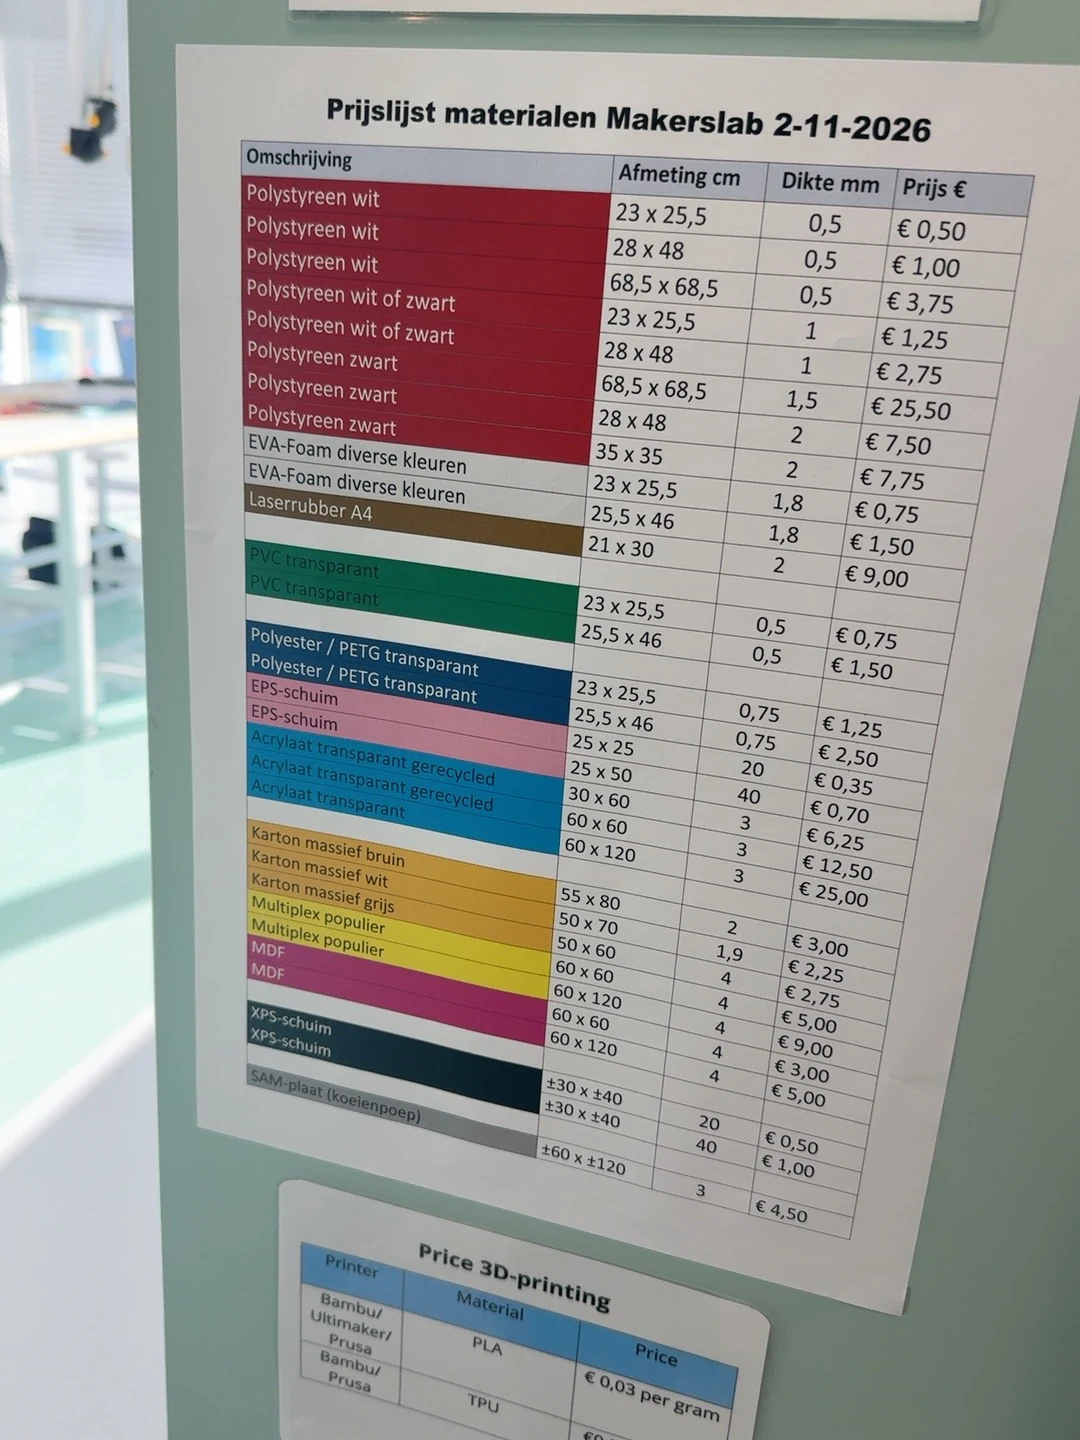 Prijslijst materialen Makerslab 2-11-2026
Omschrijving Afmeting cm Dikte mm Prijs €
Polystyreen wit 23 x 25,5 0,5 € 0,50
Polystyreen wit 28 x 48 0,5 € 1,00
Polystyreen wit 68,5 x 68,5 0,5 € 3,75
Polystyreen wit of zwart 23 x 25,5 1 € 1,25
Polystyreen wit of zwart 28 x 48 1 € 2,75
Polystyreen zwart 68,5 x 68,5 1,5 € 25,50
Polystyreen zwart 28 x 48 2 € 7,50
Polystyreen zwart 35 x 35 2 € 7,75
EVA-Foam diverse kleuren 23 x 25,5 1,8 € 0,75
EVA-Foam diverse kleuren 25,5 x 46 1,8 € 1,50
Laserrubber A4 21 x 30 2 € 9,00
PVC transparant 23 x 25,5 0,5 € 0,75
PVC transparant 25,5 x 46 0,5 € 1,50
Polyester / PETG transparant 23 x 25,5 0,75 € 1,25
Polyester / PETG transparant 25,5 x 46 0,75 € 2,50
EPS-schuim 25 x 25 20 € 0,35
EPS-schuim 25 x 50 40 € 0,70
Acrylaat transparant gerecycled 30 x 60 3 € 6,25
Acrylaat transparant gerecycled 60 x 60 3 € 12,50
Acrylaat transparant 60 x 120 3 € 25,00
Karton massief bruin 55 x 80 2 € 3,00
Karton massief wit 50 x 70 1,9 € 2,25
Karton massief grijs 50 x 60 4 € 2,75
Multiplex populier 60 x 60 4 € 5,00
Multiplex populier 60 x 120 4 € 9,00
MDF 60 x 60 4 € 3,00
MDF 60 x 120 4 € 5,00
XPS-schuim ±30 x ±40 20 € 0,50
XPS-schuim ±30 x ±40 40 € 1,00
SAM-plaat (koeienpoep) ±60 x ±120 3 € 4,50
Price 3D-printing
Printer Material Price
Bambu/
Ultimaker/
Prusa PLA € 0,03 per gram
Bambu/
Prusa TPU